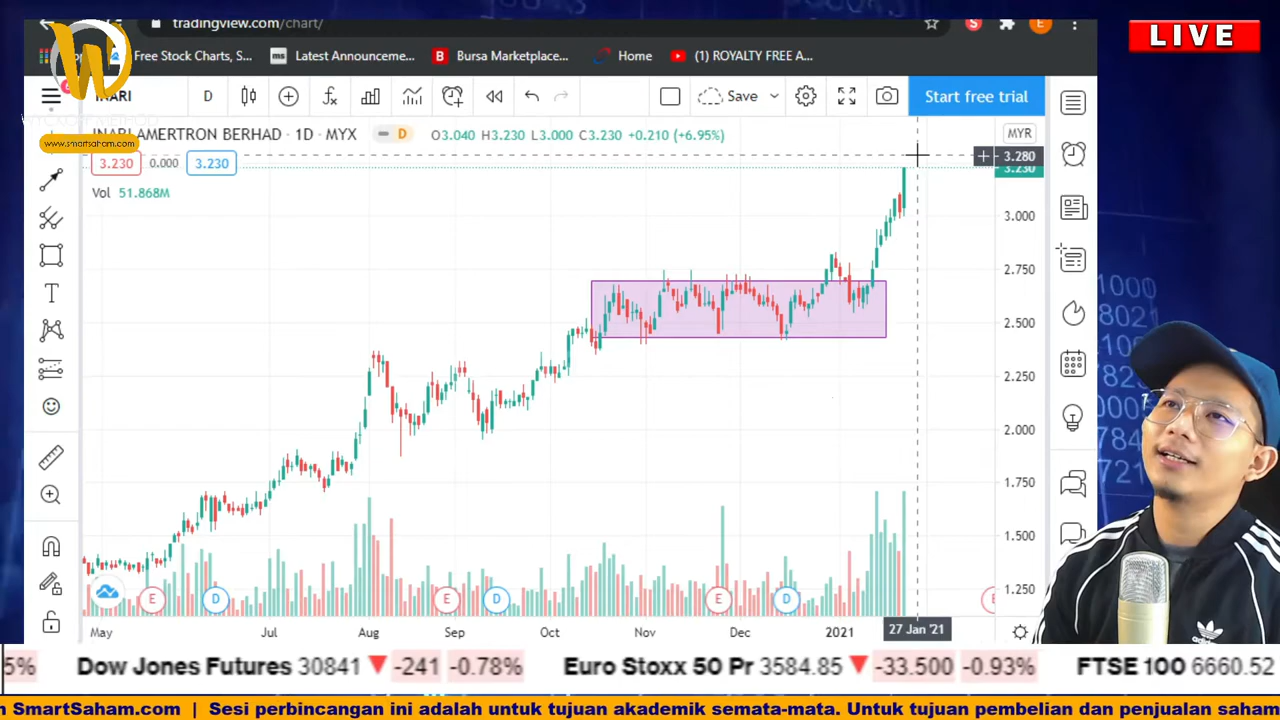 tradingview.com/chart/
LIVE
Free Stock Charts, S...
ms Latest Announceme...
B Bursa Marketplace...
Home
(1) ROYALTY FREE A...
INARI
D
Save
Start free trial
WYCKOFF METHOD
www.smartsaham.com
INARI AMERTRON BERHAD · 1D · MYX
D
O3.040 H3.230 L3.000 C3.230 +0.210 (+6.95%)
MYR
3.230 0.000 3.230
3.280
3.230
Vol 51.868M
3.000
2.750
2.500
2.250
2.000
1.750
1.500
1.250
E D E D E D
May Jul Aug Sep Oct Nov Dec 2021 27 Jan '21
5% Dow Jones Futures 30841 -241 -0.78% Euro Stoxx 50 Pr 3584.85 -33.500 -0.93% FTSE 100 6660.52
SmartSaham.com | Sesi perbincangan ini adalah untuk tujuan akademik semata-mata. Untuk tujuan pembelian dan penjualan saham